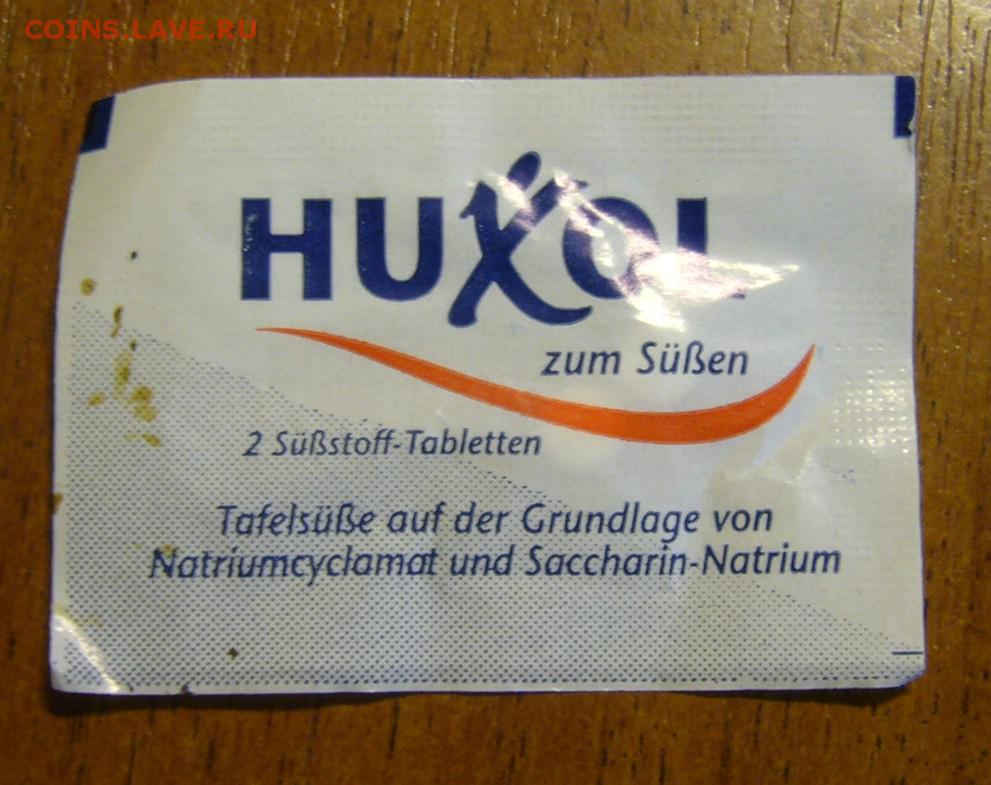 COINS.LAVE.RU
HUXOL
zum Süßen
2 Süßstoff-Tabletten
Tafelsüße auf der Grundlage von
Natriumcyclamat und Saccharin-Natrium